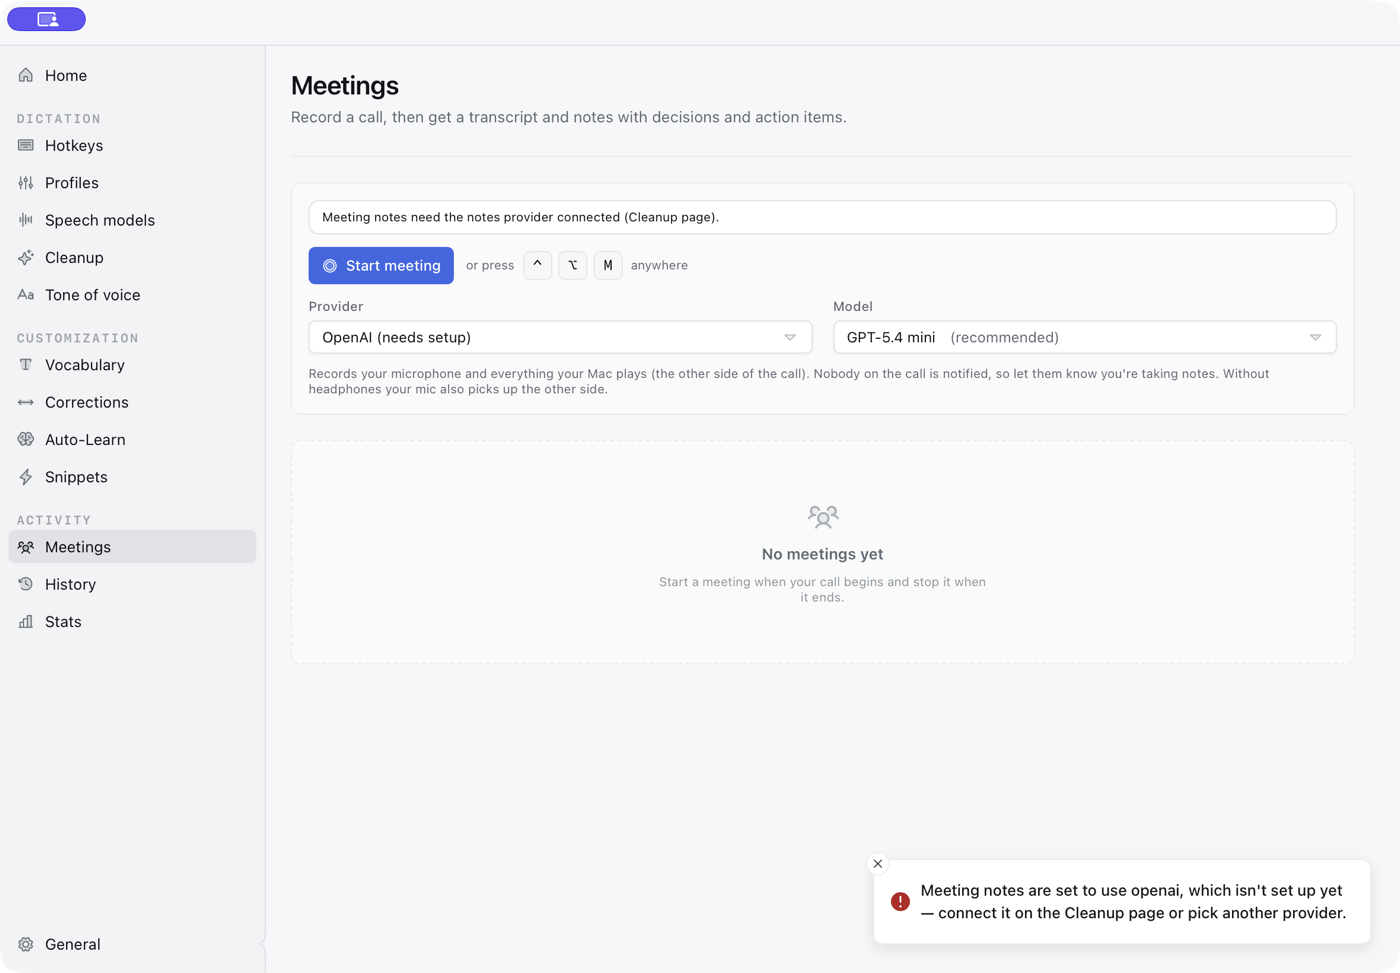 Home
DICTATION
Hotkeys
Profiles
Speech models
Cleanup
Aa Tone of voice
CUSTOMIZATION
Vocabulary
Corrections
Auto-Learn
Snippets
ACTIVITY
Meetings
History
Stats
General
Meetings
Record a call, then get a transcript and notes with decisions and action items.
Meeting notes need the notes provider connected (Cleanup page).
Start meeting or press ^ ⌥ M anywhere
Provider
OpenAI (needs setup)
Model
GPT-5.4 mini (recommended)
Records your microphone and everything your Mac plays (the other side of the call). Nobody on the call is notified, so let them know you're taking notes. Without
headphones your mic also picks up the other side.
No meetings yet
Start a meeting when your call begins and stop it when
it ends.
Meeting notes are set to use openai, which isn't set up yet
— connect it on the Cleanup page or pick another provider.